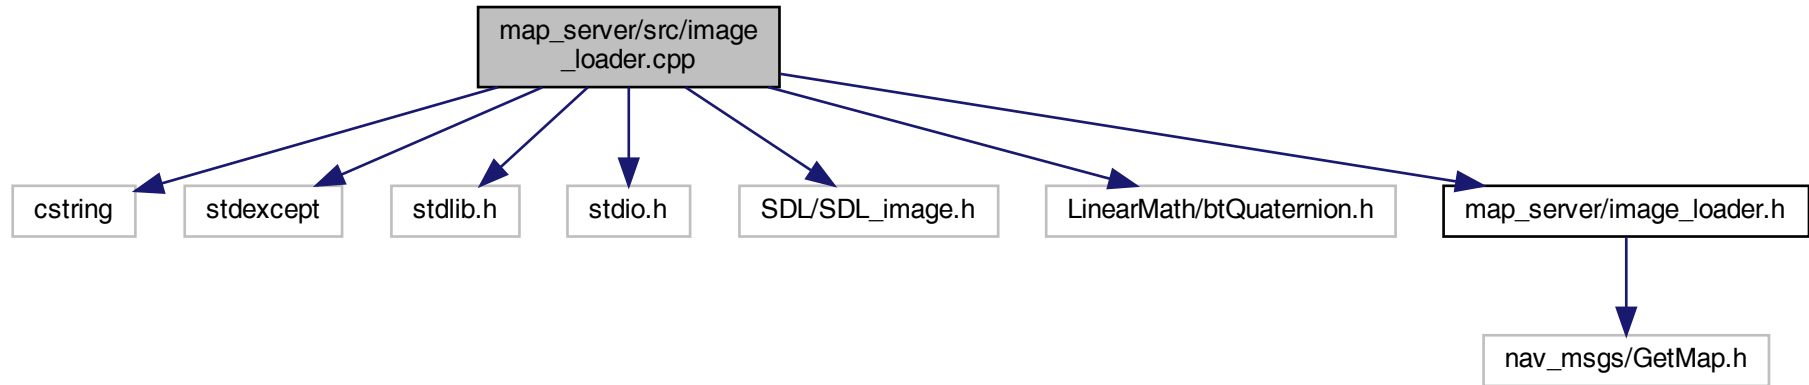 map_server/src/image
_loader.cpp
cstring
stdexcept
stdlib.h
stdio.h
SDL/SDL_image.h
LinearMath/btQuaternion.h
map_server/image_loader.h
nav_msgs/GetMap.h